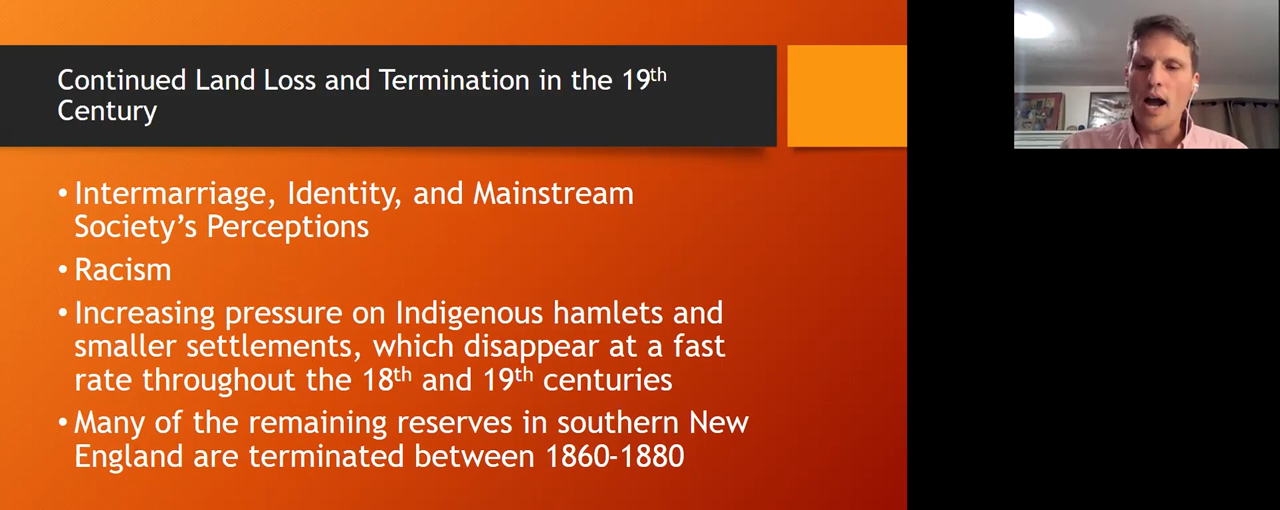 Continued Land Loss and Termination in the 19th
Century
• Intermarriage, Identity, and Mainstream
Society’s Perceptions
• Racism
• Increasing pressure on Indigenous hamlets and
smaller settlements, which disappear at a fast
rate throughout the 18th and 19th centuries
• Many of the remaining reserves in southern New
England are terminated between 1860-1880